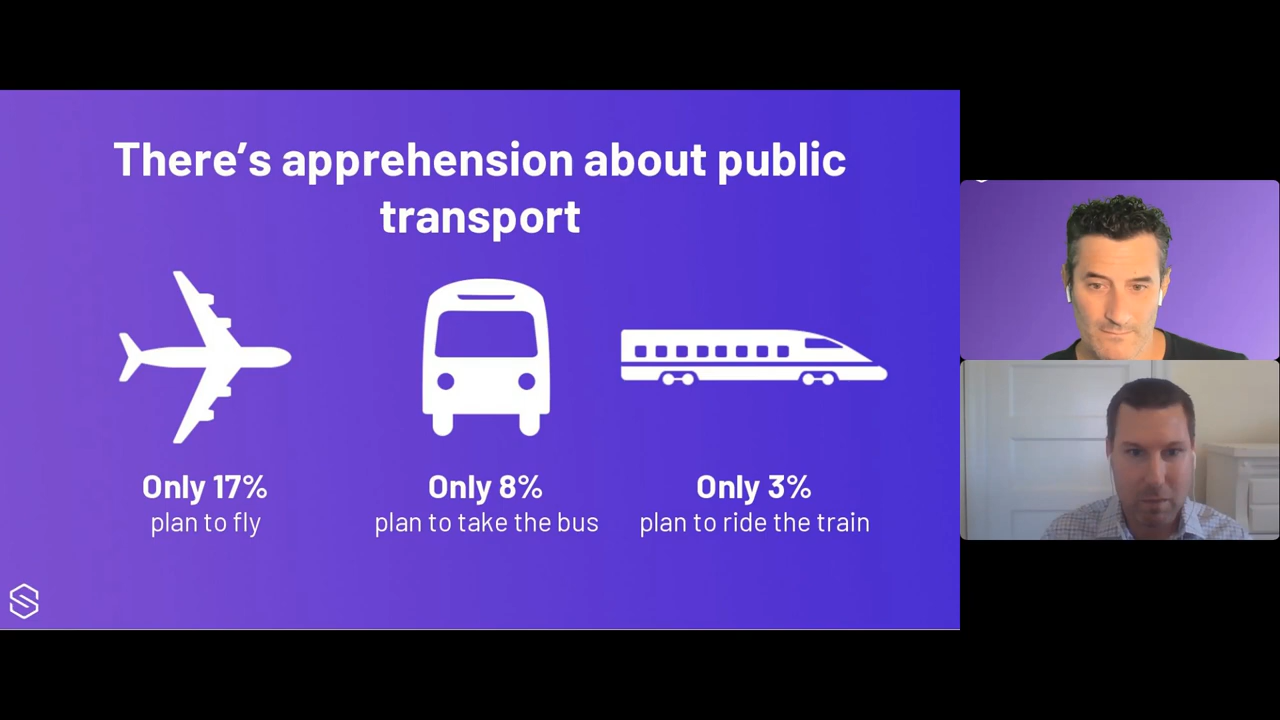 There’s apprehension about public
transport
Only 17%
plan to fly
Only 8%
plan to take the bus
Only 3%
plan to ride the train